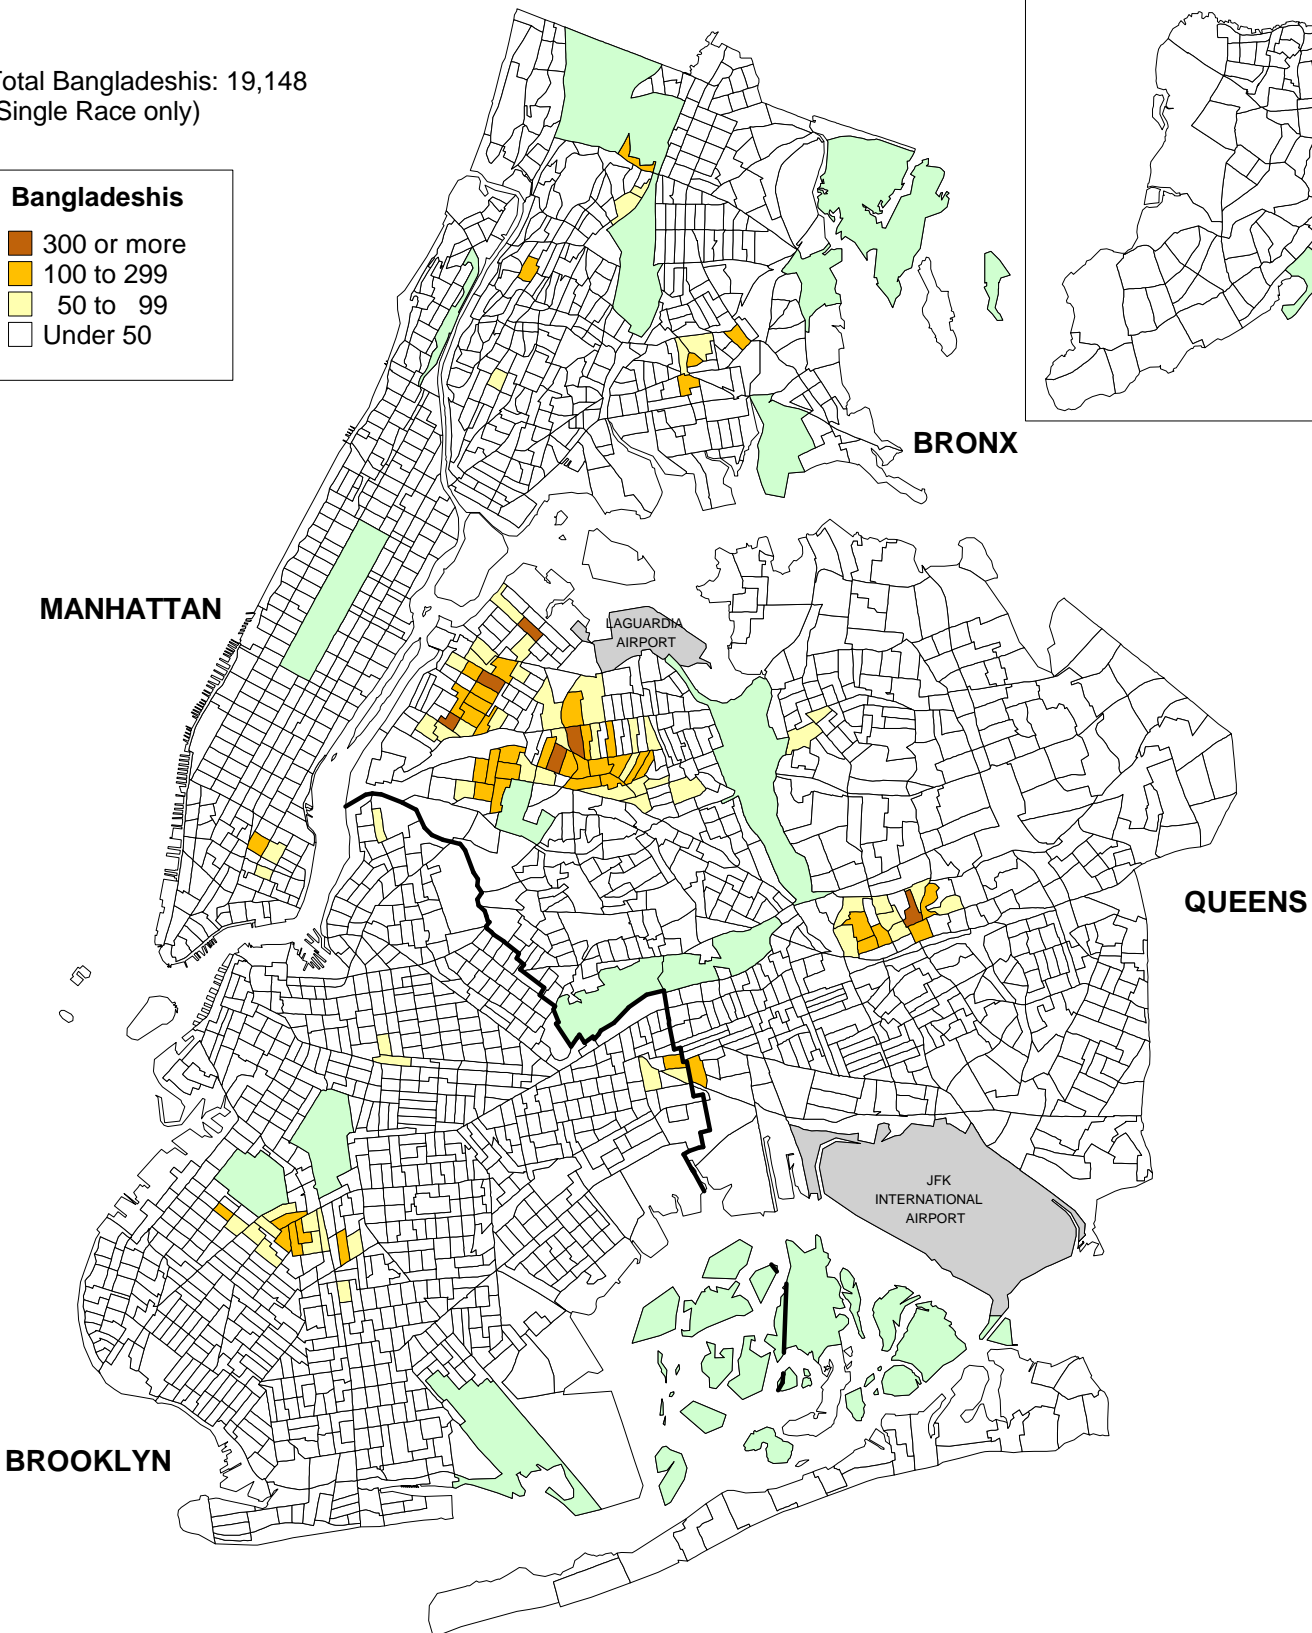 otal Bangladeshis: 19,148
Single Race only)
Bangladeshis
300 or more
100 to 299
50 to 99
Under 50
BRONX
MANHATTAN
LAGUARDIA
AIRPORT
QUEENS
JFK
INTERNATIONAL
AIRPORT
BROOKLYN